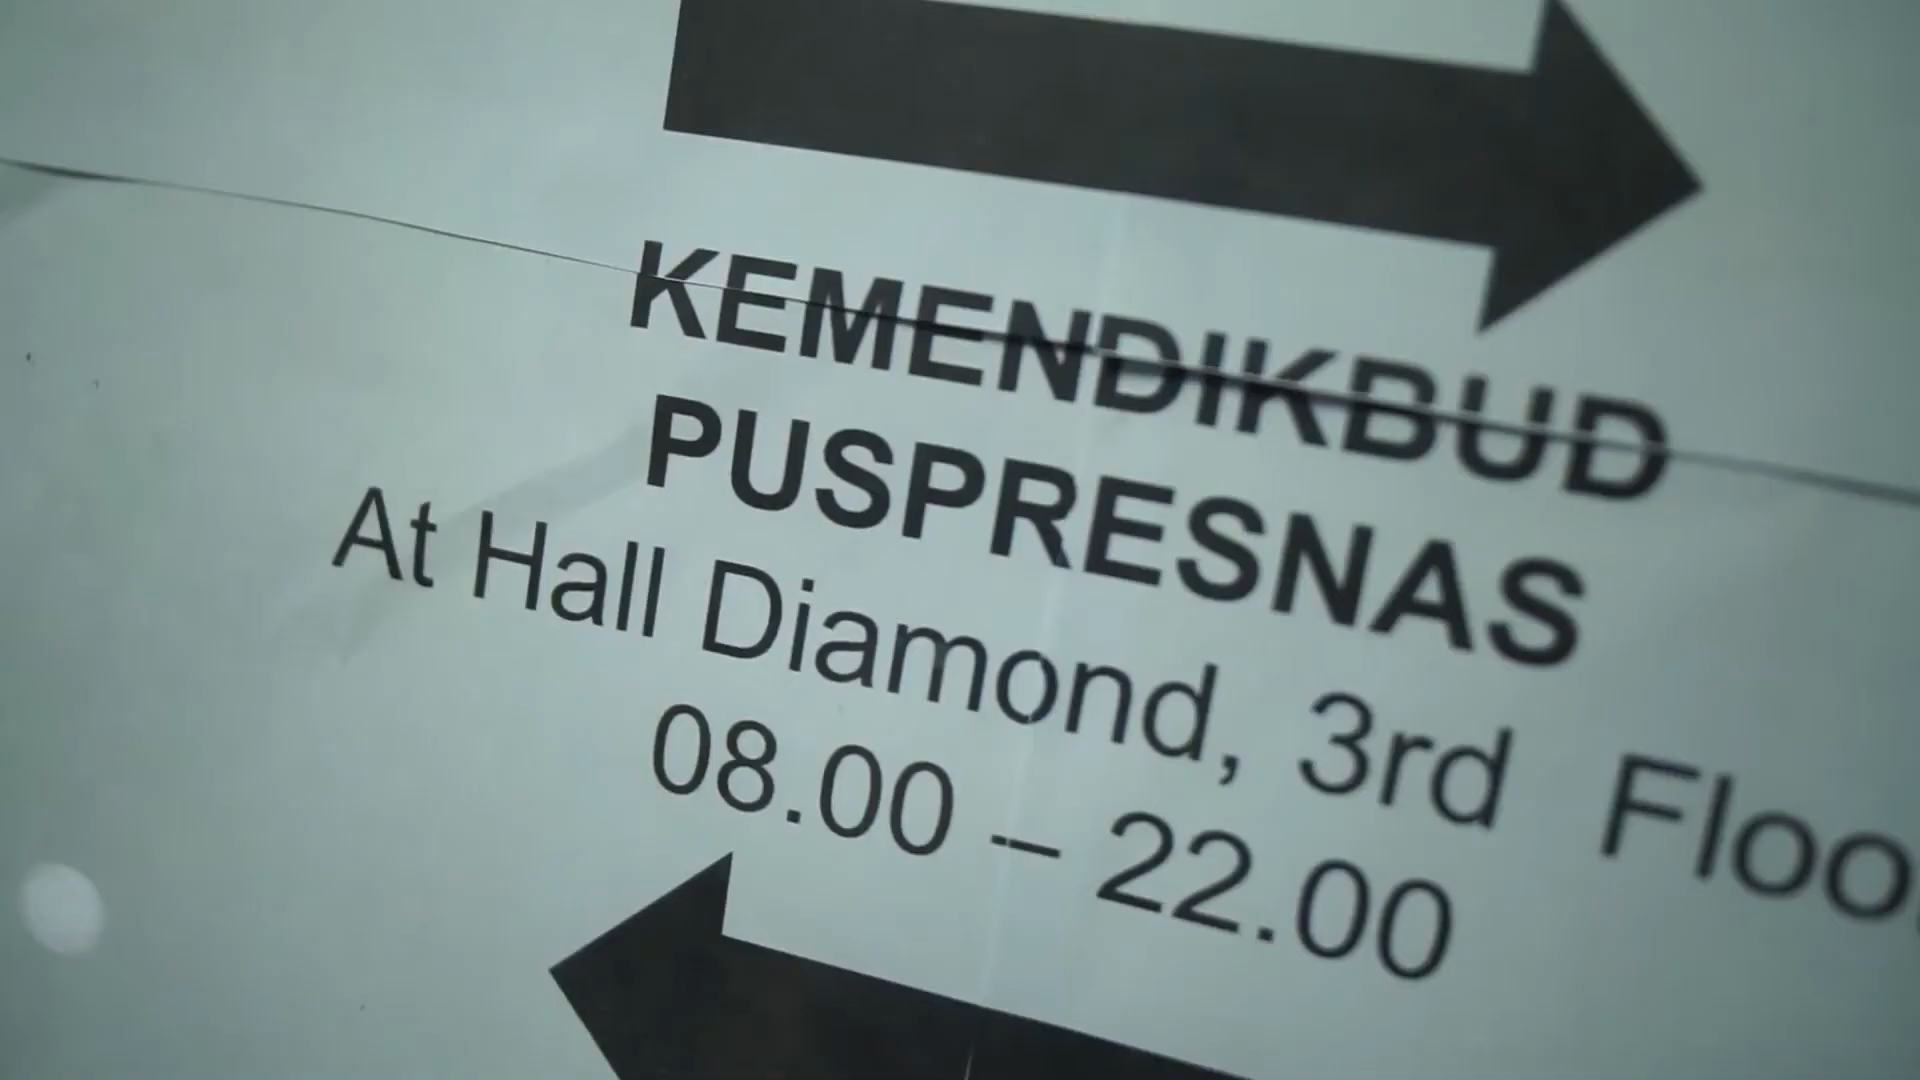 KEMENDIKBUD
PUSPRESNAS
At Hall Diamond, 3rd Floo
08.00 – 22.00